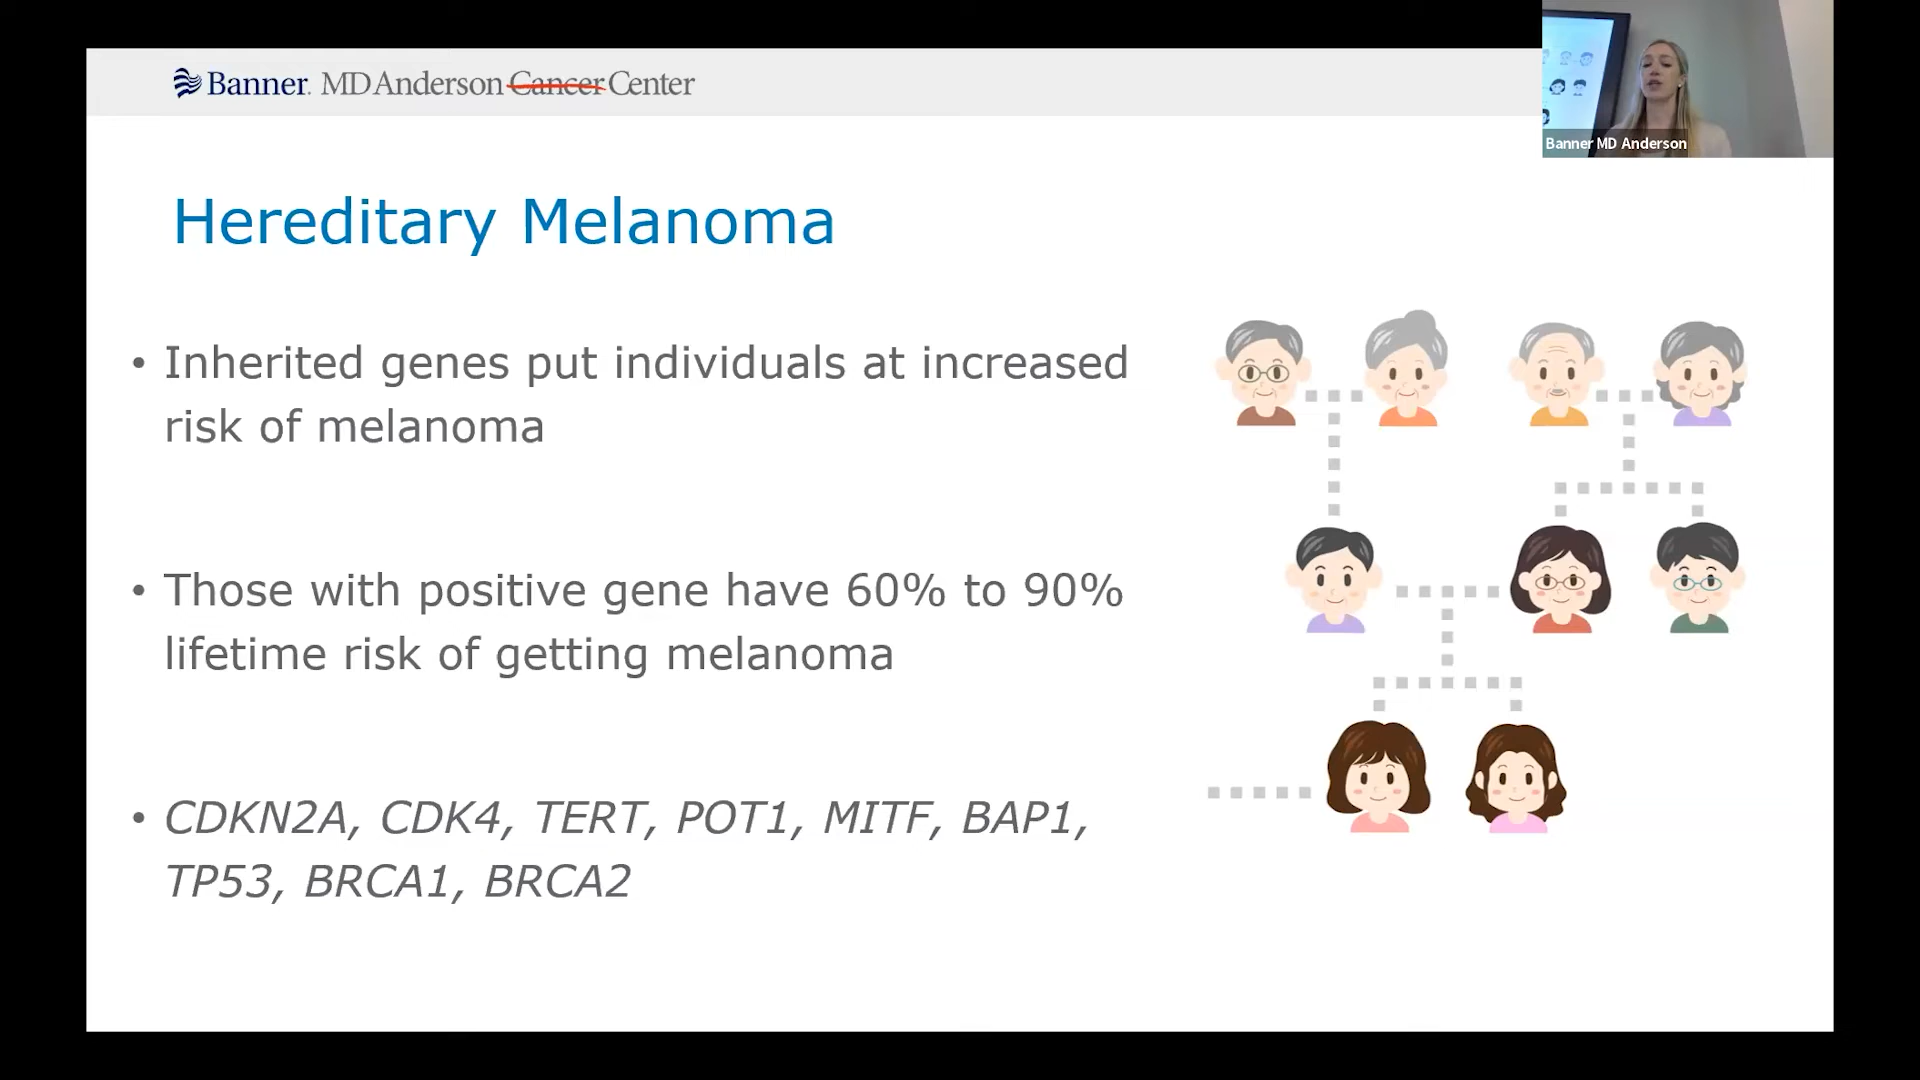 Banner. MD Anderson Cancer Center
Banner MD Anderson
Hereditary Melanoma
• Inherited genes put individuals at increased
risk of melanoma
• Those with positive gene have 60% to 90%
lifetime risk of getting melanoma
• CDKN2A, CDK4, TERT, POT1, MITF, BAP1,
TP53, BRCA1, BRCA2